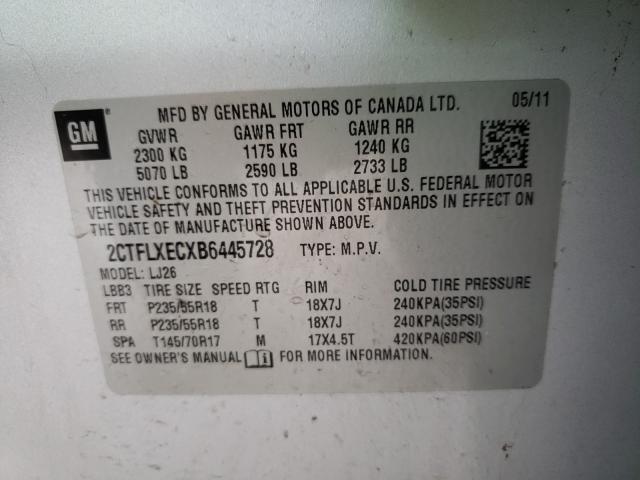 GM
MFD BY GENERAL MOTORS OF CANADA LTD. 05/11
GVWR GAWR FRT GAWR RR
2300 KG 1175 KG 1240 KG
5070 LB 2590 LB 2733 LB
THIS VEHICLE CONFORMS TO ALL APPLICABLE U.S. FEDERAL MOTOR
VEHICLE SAFETY AND THEFT PREVENTION STANDARDS IN EFFECT ON
THE DATE OF MANUFACTURE SHOWN ABOVE.
2CTFLXECXB6445728 TYPE: M.P.V.
MODEL: LJ26
LBB3 TIRE SIZE SPEED RTG RIM COLD TIRE PRESSURE
FRT P235/55R18 T 18X7J 240KPA(35PSI)
RR P235/55R18 T 18X7J 240KPA(35PSI)
SPA T145/70R17 M 17X4.5T 420KPA(60PSI)
SEE OWNER'S MANUAL FOR MORE INFORMATION.